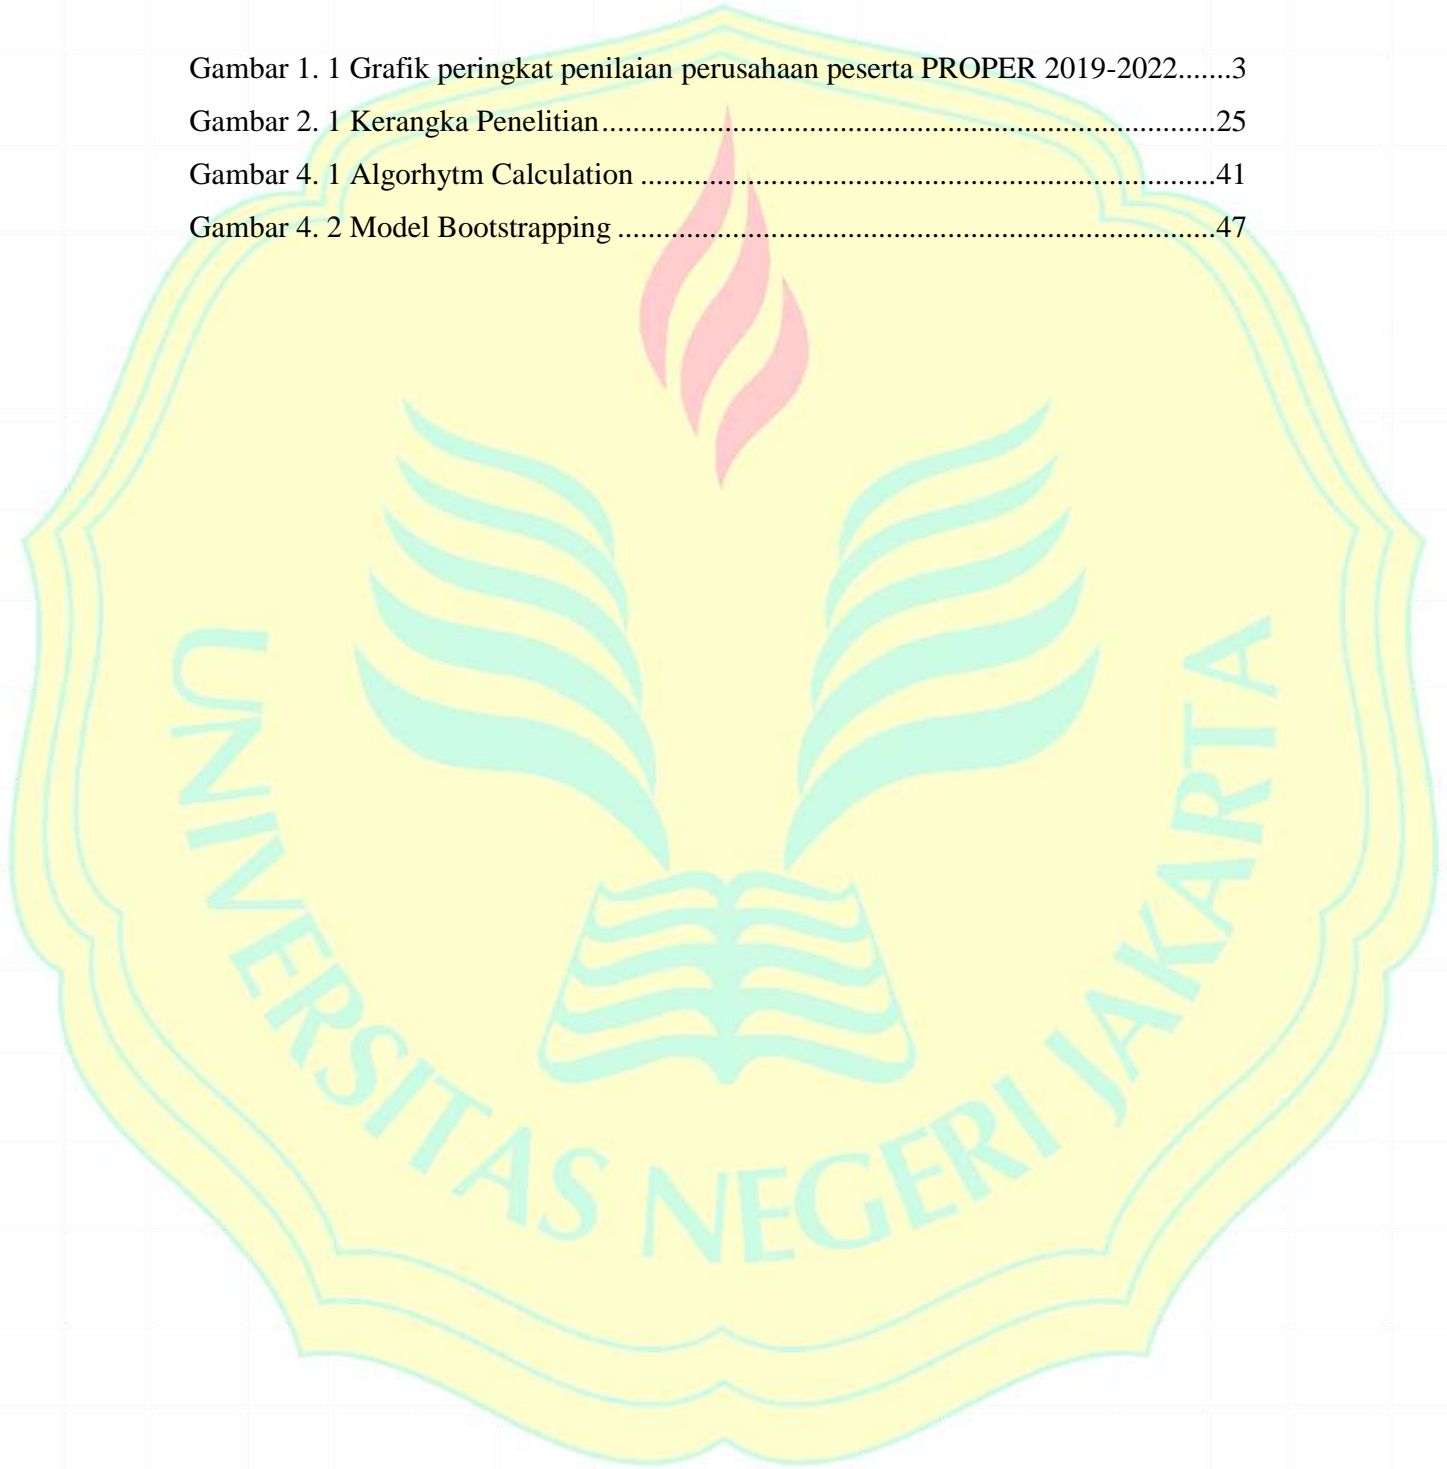 Gambar 1. 1 Grafik peringkat penilaian perusahaan peserta PROPER 2019-2022.......3
Gambar 2. 1 Kerangka Penelitian................................................................................25
Gambar 4. 1 Algorhytm Calculation ...........................................................................41
Gambar 4. 2 Model Bootstrapping ..............................................................................47
UNIVERSITAS NEGERI JAKARTA